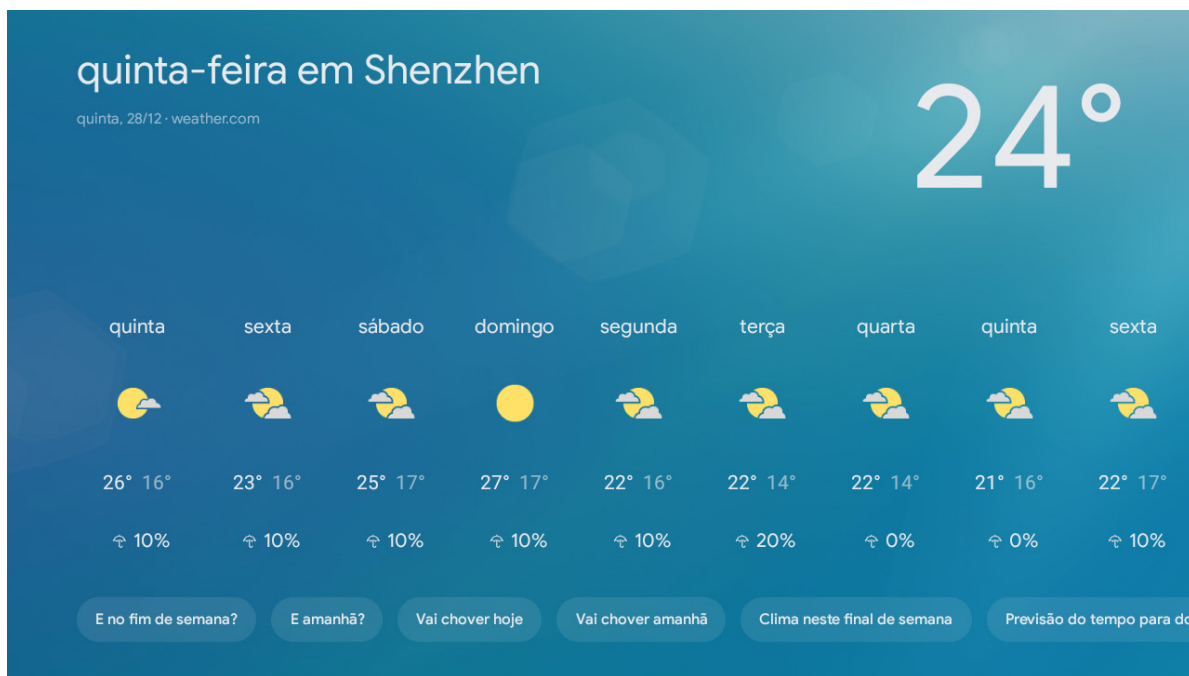 quinta-feira em Shenzhen
24°
quinta, 28/12 · weather.com
quinta sexta sábado domingo segunda terça quarta quinta sexta
26° 16° 23° 16° 25° 17° 27° 17° 22° 16° 22° 14° 22° 14° 21° 16° 22° 17°
10% 10% 10% 10% 10% 20% 0% 0% 10%
E no fim de semana? E amanhã? Vai chover hoje Vai chover amanhã Clima neste final de semana Previsão do tempo para do